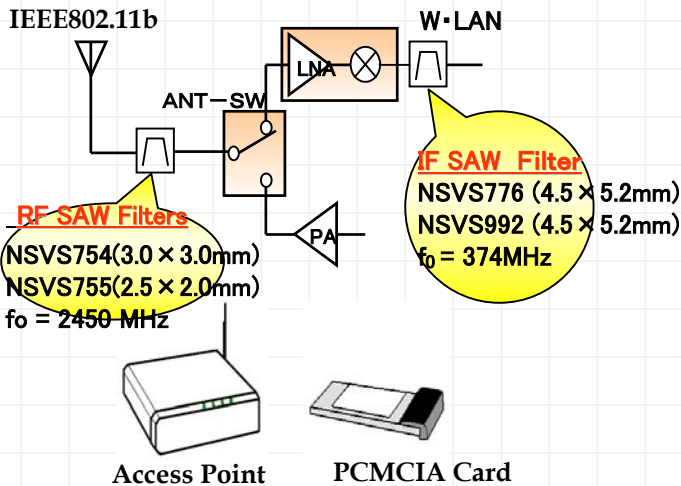 IEEE802.11b
W・LAN
LNA
ANT－SW
IF SAW Filter
NSVS776 (4.5×5.2mm)
NSVS992 (4.5×5.2mm)
f₀ = 374MHz
RF SAW Filters
NSVS754(3.0×3.0mm)
NSVS755(2.5×2.0mm)
fo = 2450 MHz
PA
Access Point
PCMCIA Card